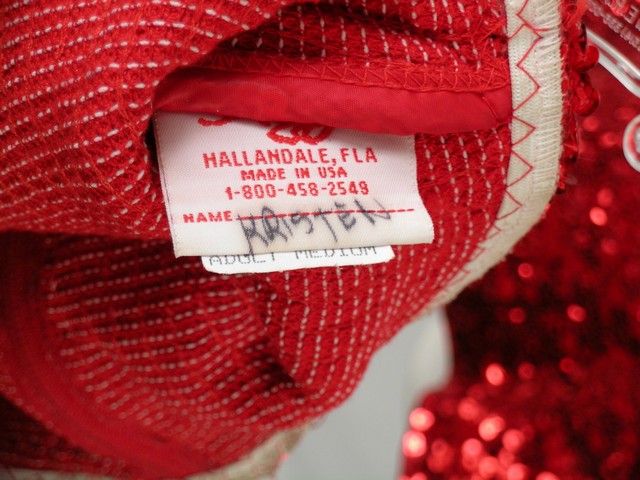 HALLANDALE, FLA
MADE IN USA
1-800-458-2549
NAME KRISTEN
ADULT MEDIUM